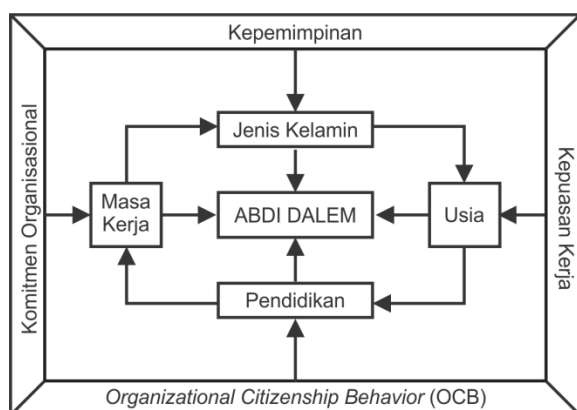 Kepemimpinan
Komitmen Organisasional
Jenis Kelamin
Masa
Kerja
ABDI DALEM
Usia
Kepuasan Kerja
Pendidikan
Organizational Citizenship Behavior (OCB)